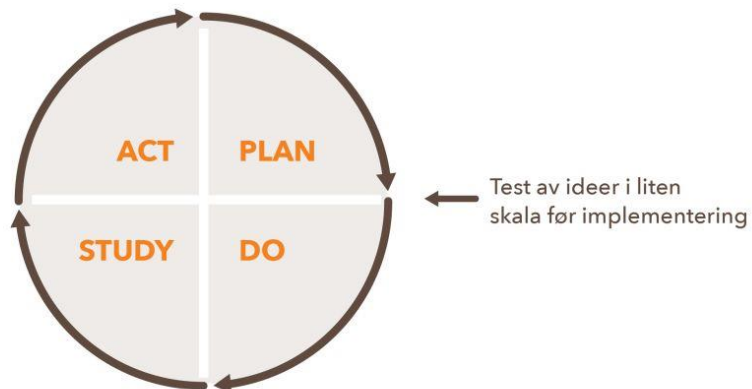 ACT PLAN
STUDY DO
Test av ideer i liten
skala før implementering